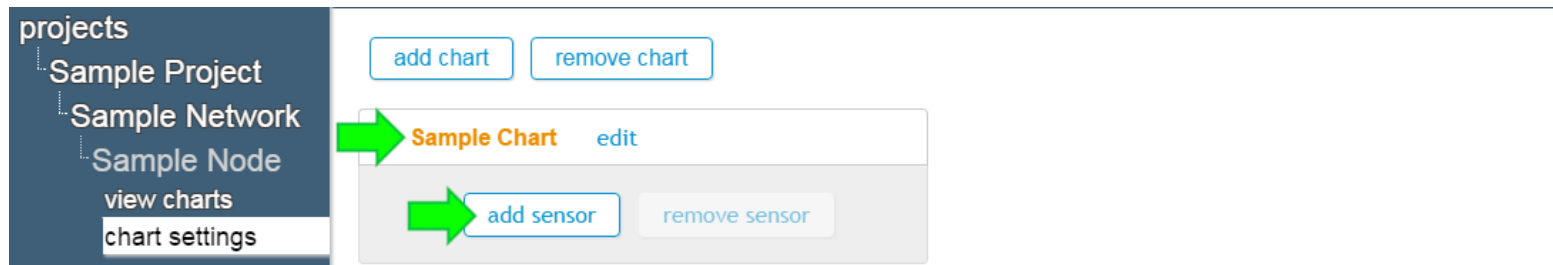 projects
Sample Project
Sample Network
Sample Node
view charts
chart settings
add chart remove chart
Sample Chart edit
add sensor remove sensor